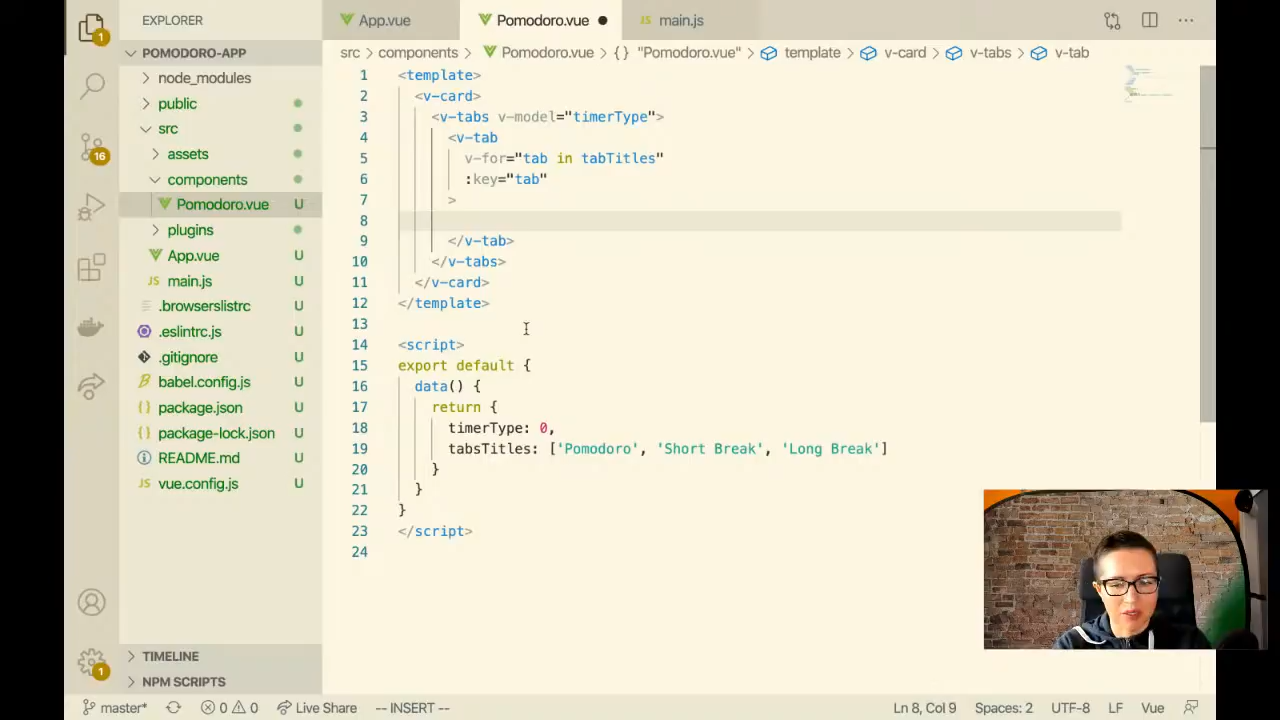 EXPLORER
POMODORO-APP
node_modules
public
src
assets
components
Pomodoro.vue U
plugins
App.vue U
main.js U
.browserslistrc U
.eslintrc.js U
.gitignore U
babel.config.js U
package.json U
package-lock.json U
README.md U
vue.config.js U
TIMELINE
NPM SCRIPTS
1
16
1
App.vue
Pomodoro.vue
main.js
src > components > Pomodoro.vue > {} "Pomodoro.vue" > template > v-card > v-tabs > v-tab
1 <template>
2 <v-card>
3 <v-tabs v-model="timerType">
4 <v-tab
5 v-for="tab in tabTitles"
6 :key="tab"
7 >
8
9 </v-tab>
10 </v-tabs>
11 </v-card>
12 </template>
13
14 <script>
15 export default {
16 data() {
17 return {
18 timerType: 0,
19 tabsTitles: ['Pomodoro', 'Short Break', 'Long Break']
20 }
21 }
22 }
23 </script>
24
master* 0 0 Live Share -- INSERT -- Ln 8, Col 9 Spaces: 2 UTF-8 LF Vue